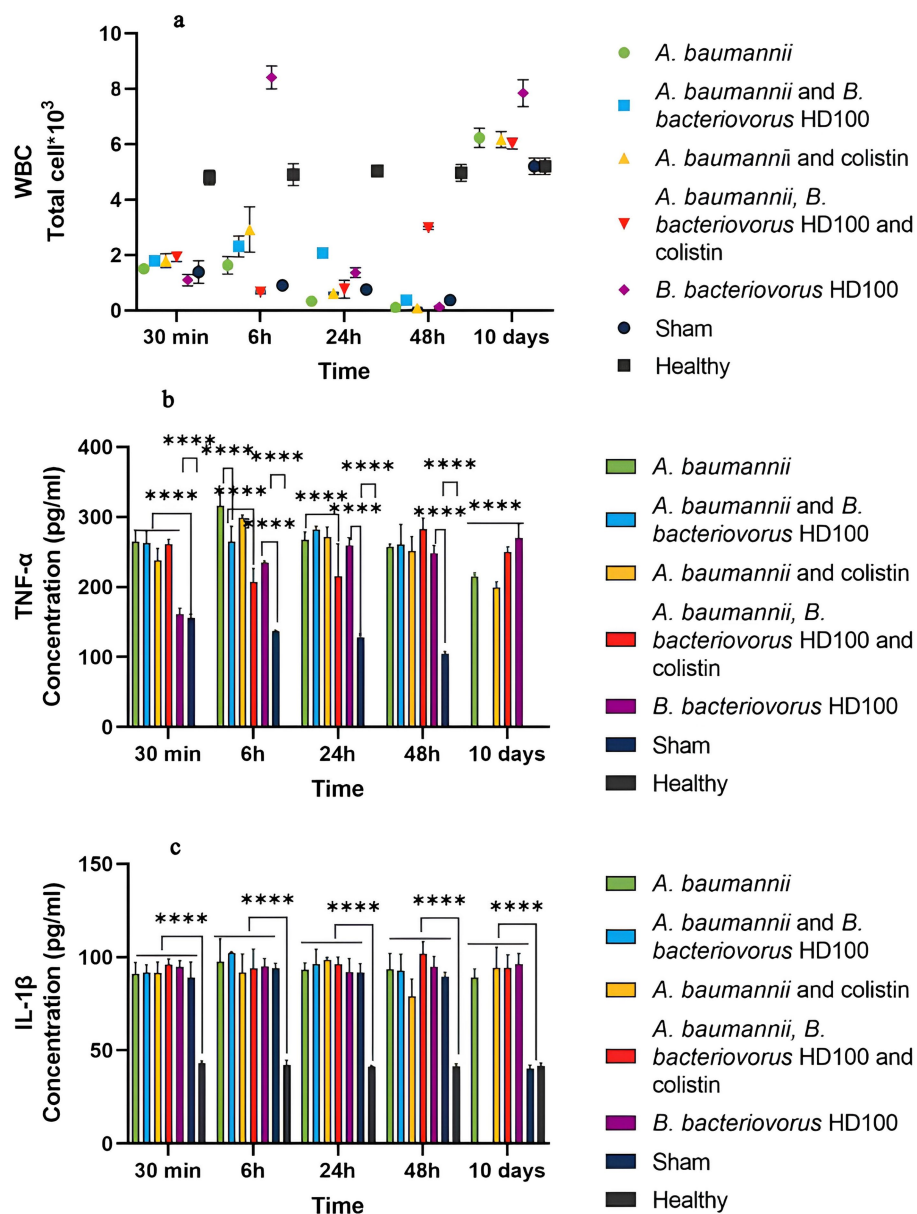 a
10
8
6
4
2
0
WBC
Total cell*10³
30 min 6h 24h 48h 10 days
Time
A. baumannii
A. baumannii and B.
bacteriovorus HD100
A. baumannii and colistin
A. baumannii, B.
bacteriovorus HD100 and
colistin
B. bacteriovorus HD100
Sham
Healthy
b
400
300
200
100
0
TNF-α
Concentration (pg/ml)
**** **** **** **** ****
**** **** **** **** ****
**** ****
30 min 6h 24h 48h 10 days
Time
A. baumannii
A. baumannii and B.
bacteriovorus HD100
A. baumannii and colistin
A. baumannii, B.
bacteriovorus HD100 and
colistin
B. bacteriovorus HD100
Sham
Healthy
c
150
100
50
0
IL-1β
Concentration (pg/ml)
**** **** **** **** ****
30 min 6h 24h 48h 10 days
Time
A. baumannii
A. baumannii and B.
bacteriovorus HD100
A. baumannii and colistin
A. baumannii, B.
bacteriovorus HD100 and
colistin
B. bacteriovorus HD100
Sham
Healthy